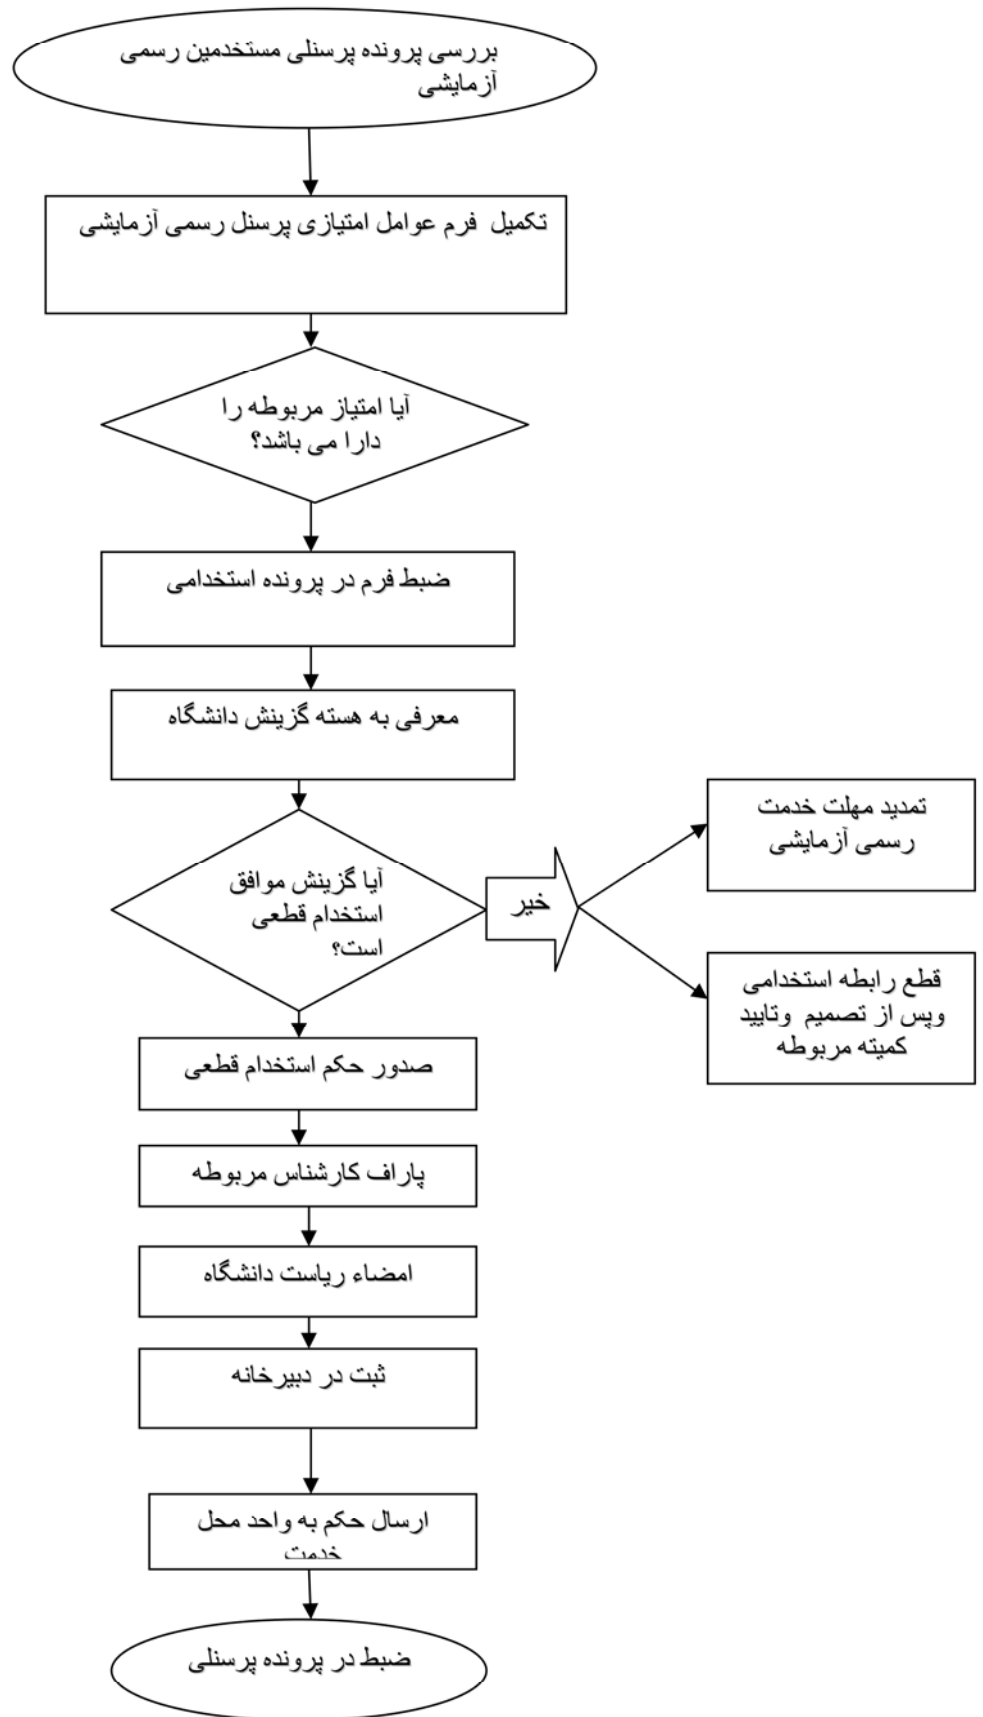 بررسی پرونده پرسنلی مستخدمین رسمی
آزمایشی
تکمیل فرم عوامل امتیازی پرسنل رسمی آزمایشی
آیا امتیاز مربوطه را
دارا می باشد؟
ضبط فرم در پرونده استخدامی
معرفی به هسته گزینش دانشگاه
آیا گزینش موافق
استخدام قطعی
است؟
خیر
تمدید مهلت خدمت
رسمی آزمایشی
قطع رابطه استخدامی
وپس از تصمیم وتایید
کمیته مربوطه
صدور حکم استخدام قطعی
پاراف کارشناس مربوطه
امضاء ریاست دانشگاه
ثبت در دبیرخانه
ارسال حکم به واحد محل
خدمت
ضبط در پرونده پرسنلی